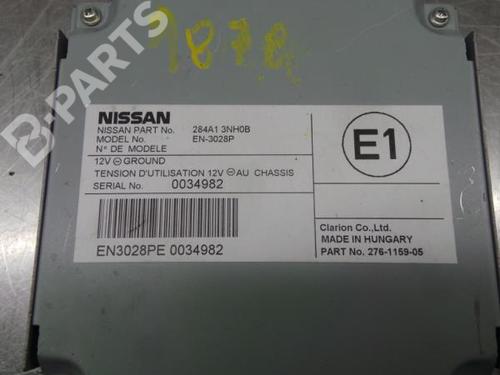 B-PARTS
1878
NISSAN
NISSAN PART No. 284A1 3NH0B
MODEL No. EN-3028P
N° DE MODELE
12V ⊖ GROUND
TENSION D'UTILISATION 12V ⊖ AU CHASSIS
SERIAL No. 0034982
EN3028PE 0034982
E1
Clarion Co.,Ltd.
MADE IN HUNGARY
PART No. 276-1159-05